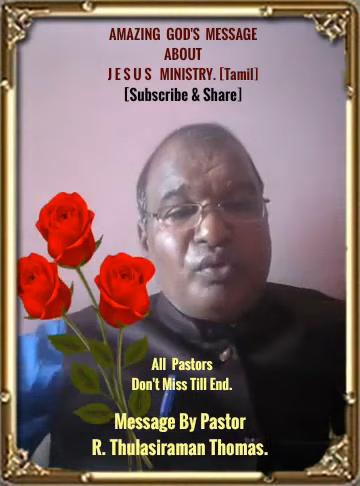 AMAZING GOD'S MESSAGE
ABOUT
J E S U S MINISTRY. [Tamil]
[Subscribe & Share]
All Pastors
Don't Miss Till End.
Message By Pastor
R. Thulasiraman Thomas.